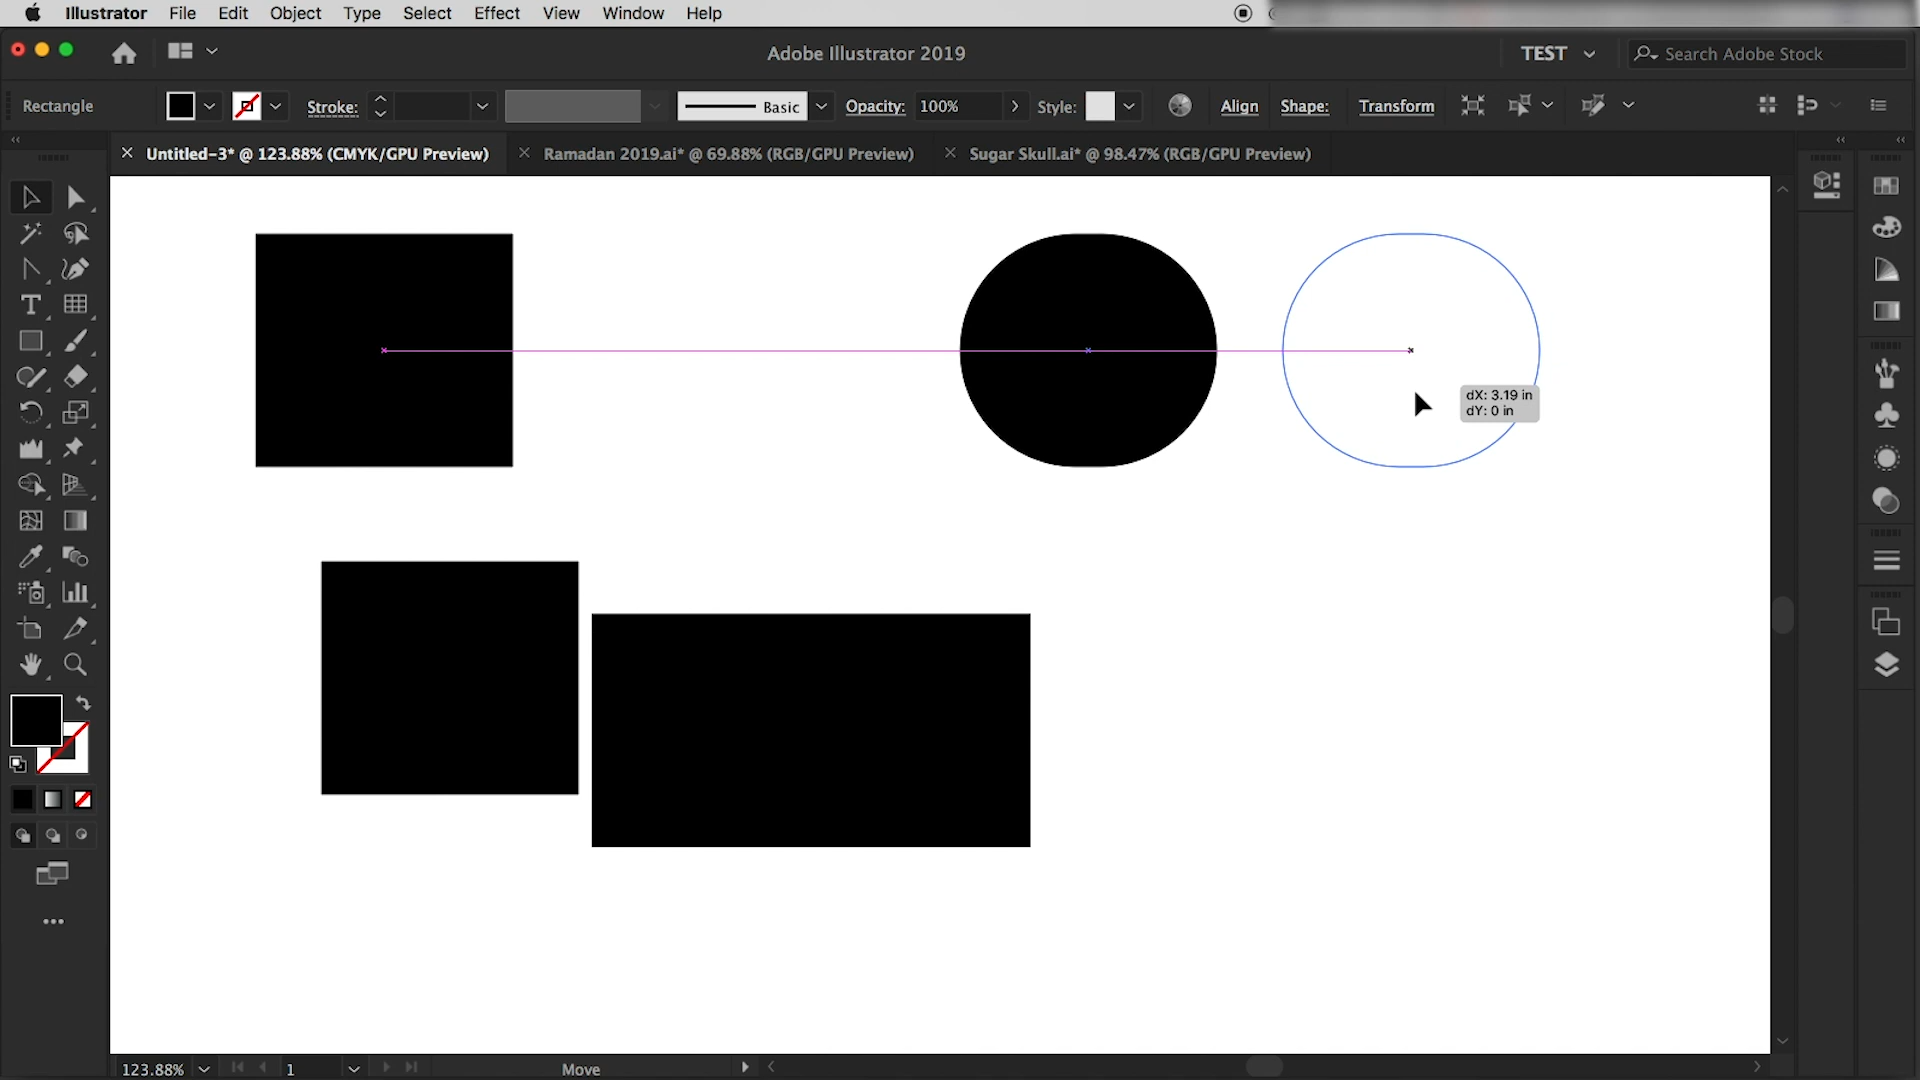 Illustrator File Edit Object Type Select Effect View Window Help
Adobe Illustrator 2019
TEST
Search Adobe Stock
Rectangle
Stroke:
Basic
Opacity: 100%
Style:
Align
Shape:
Transform
Untitled-3* @ 123.88% (CMYK/GPU Preview)
Ramadan 2019.ai* @ 69.88% (RGB/GPU Preview)
Sugar Skull.ai* @ 98.47% (RGB/GPU Preview)
dX: 3.19 in
dY: 0 in
123.88%
1
Move